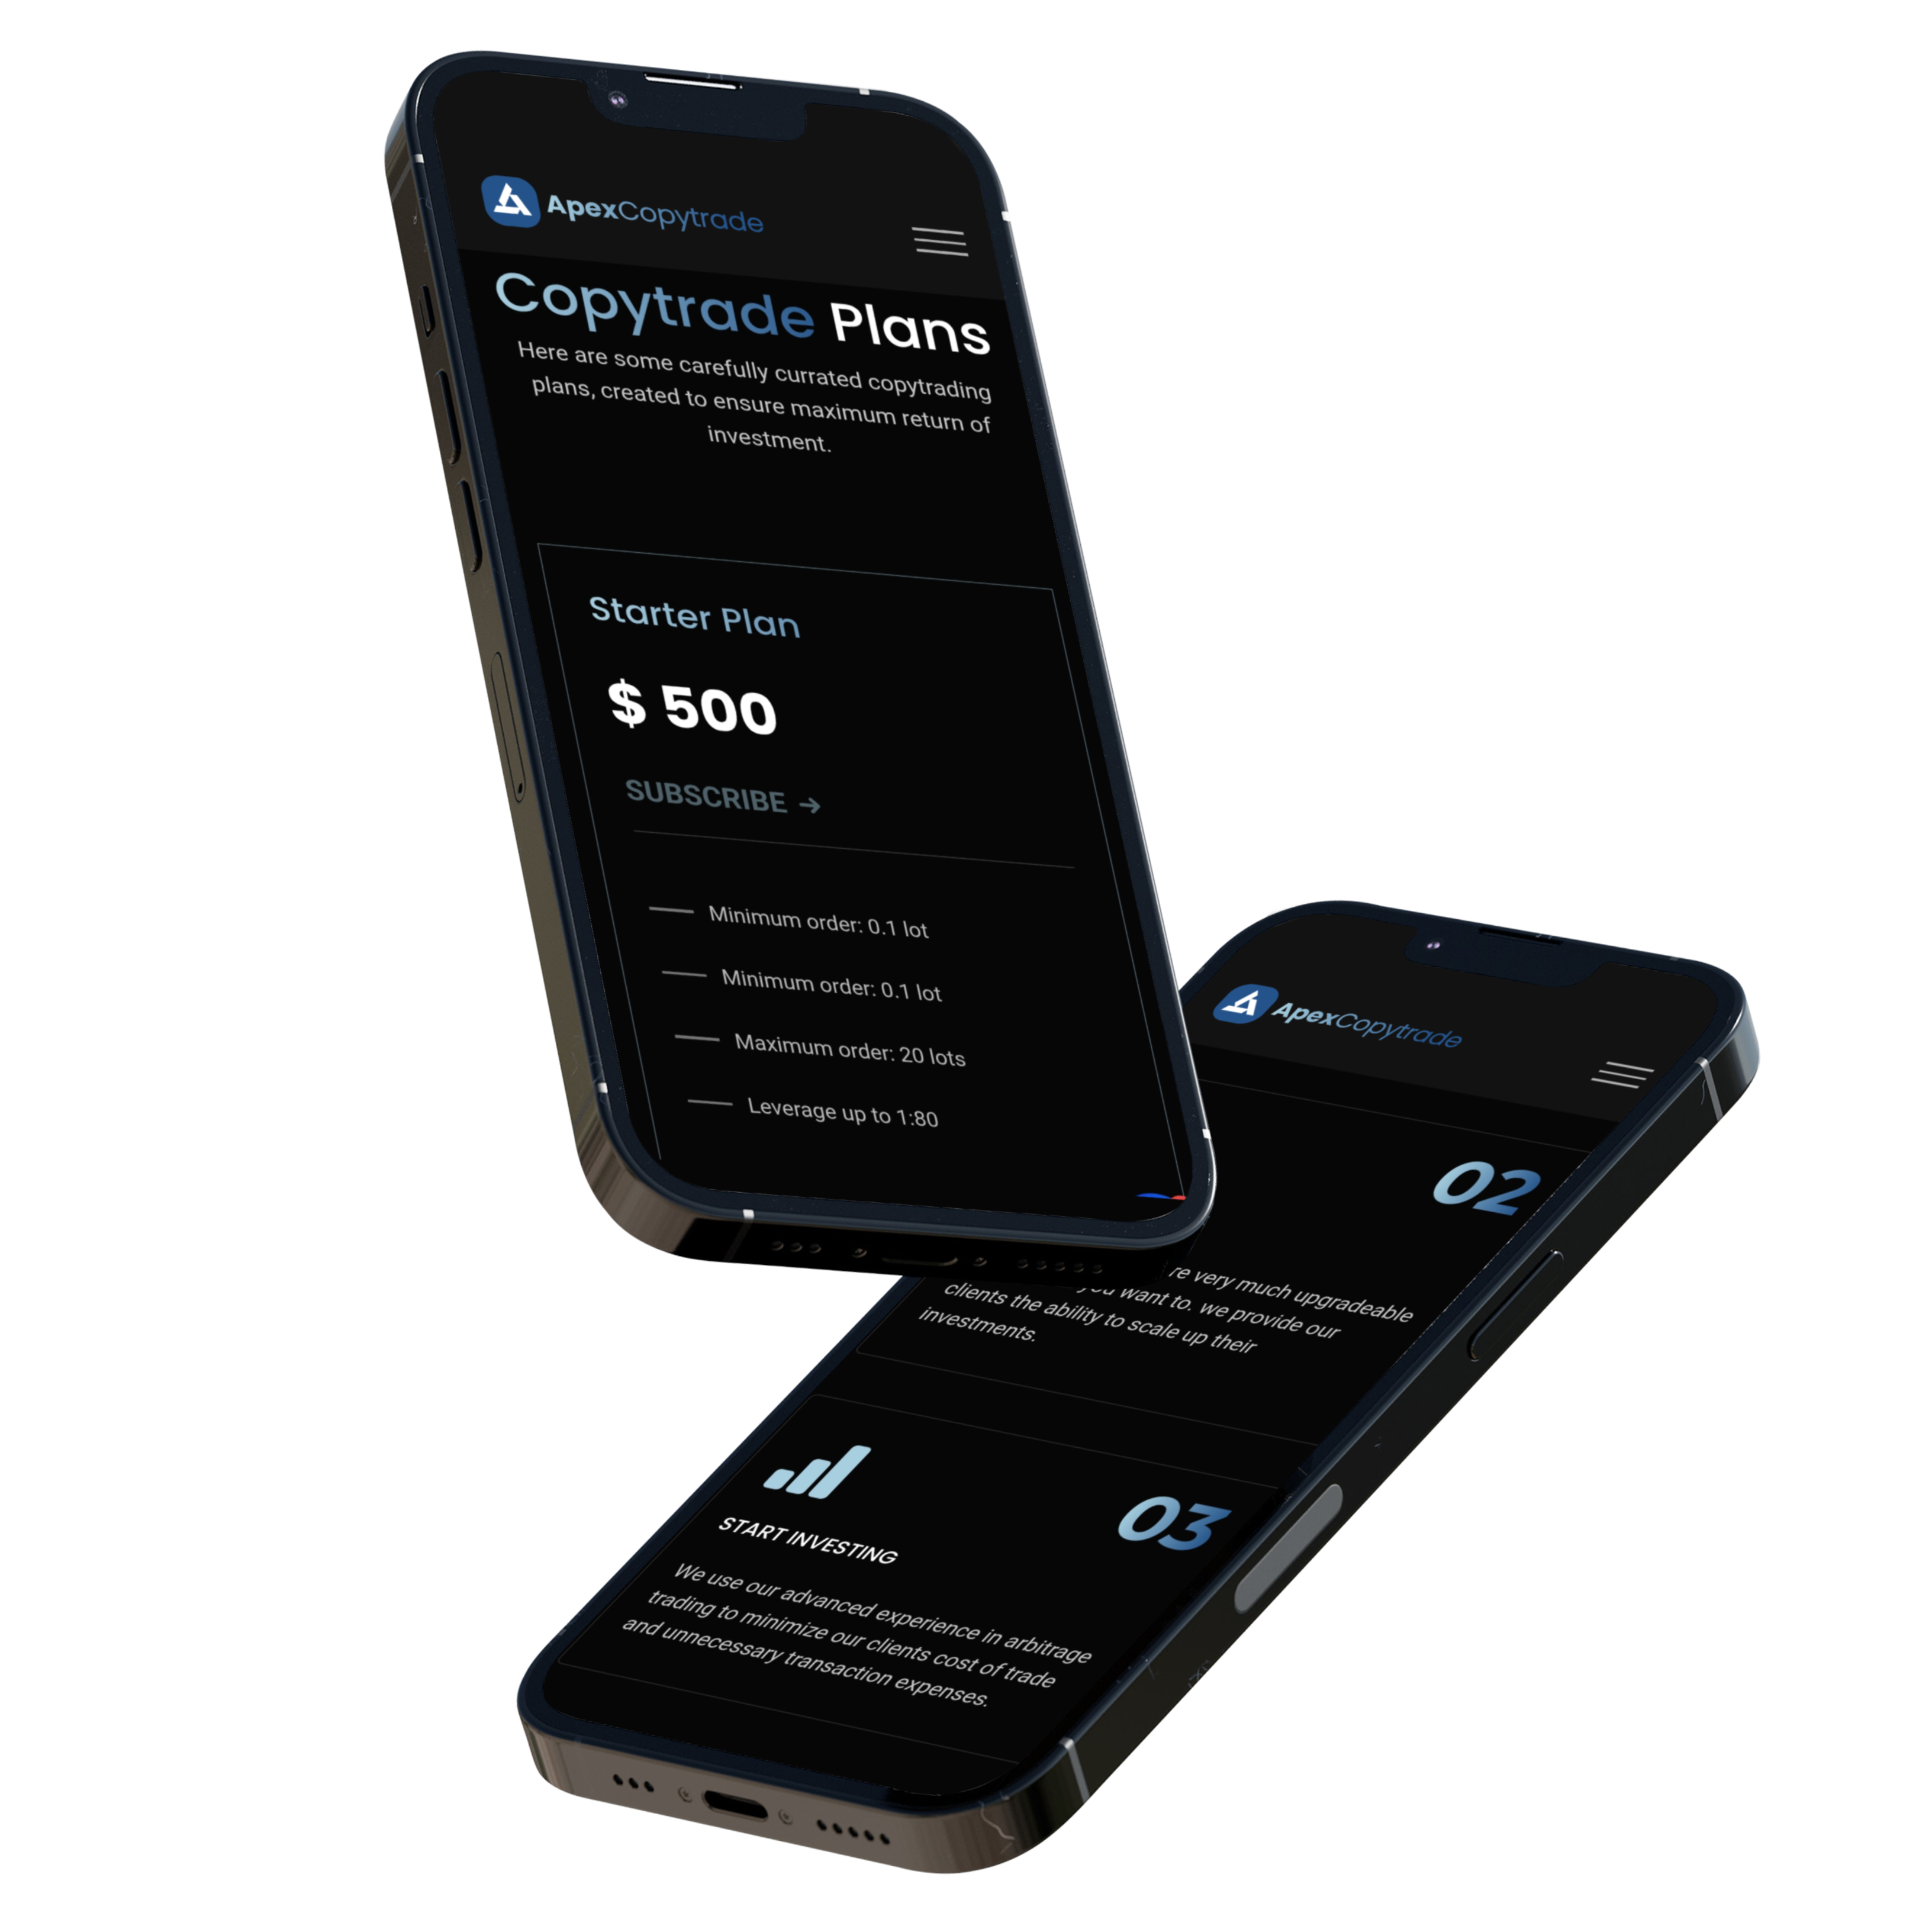 ApexCopytrade
Copytrade Plans
Here are some carefully currated copytrading
plans, created to ensure maximum return of
investment.
Starter Plan
$ 500
SUBSCRIBE →
Minimum order: 0.1 lot
Minimum order: 0.1 lot
Maximum order: 20 lots
Leverage up to 1:80
ApexCopytrade
02
very much upgradeable
want to. we provide our
clients the ability to scale up their
investments.
03
START INVESTING
We use our advanced experience in arbitrage
trading to minimize our clients cost of trade
and unnecessary transaction expenses.